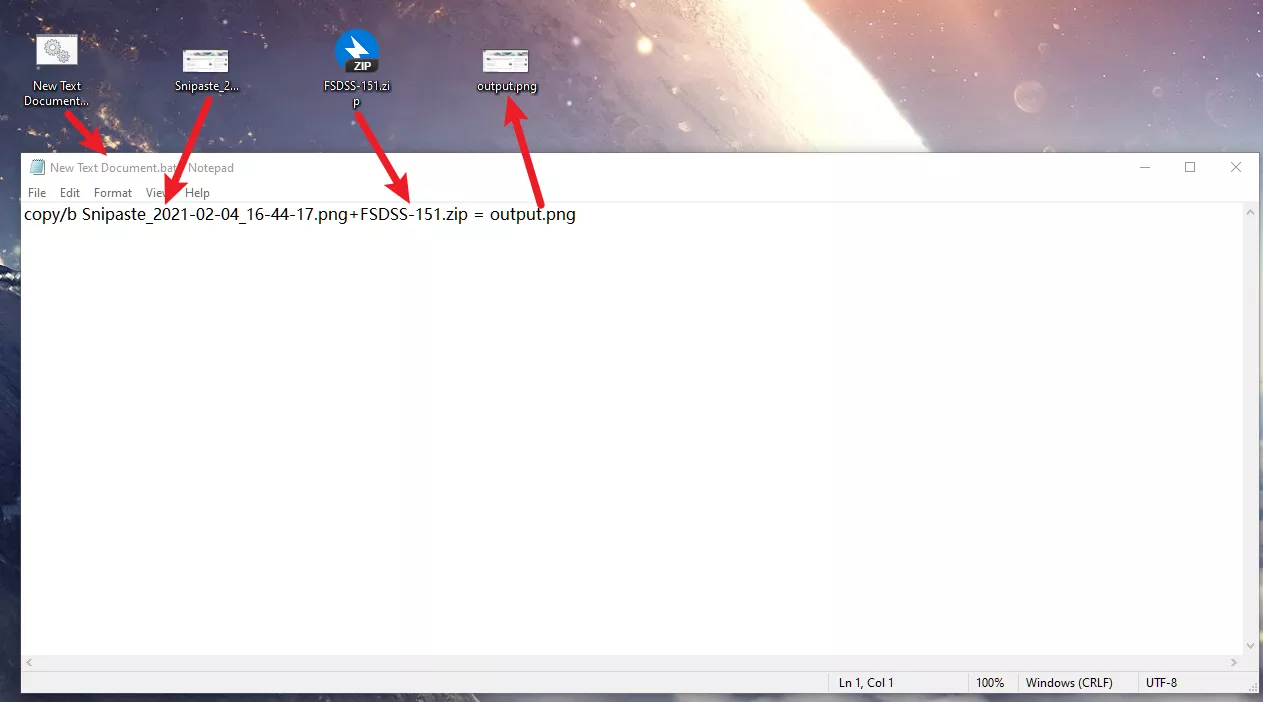 New Text
Document...
Snipaste_2...
ZIP
FSDSS-151.zi
p
output.png
New Text Document.bat - Notepad
File Edit Format View Help
copy/b Snipaste_2021-02-04_16-44-17.png+FSDSS-151.zip = output.png
Ln 1, Col 1 100% Windows (CRLF) UTF-8